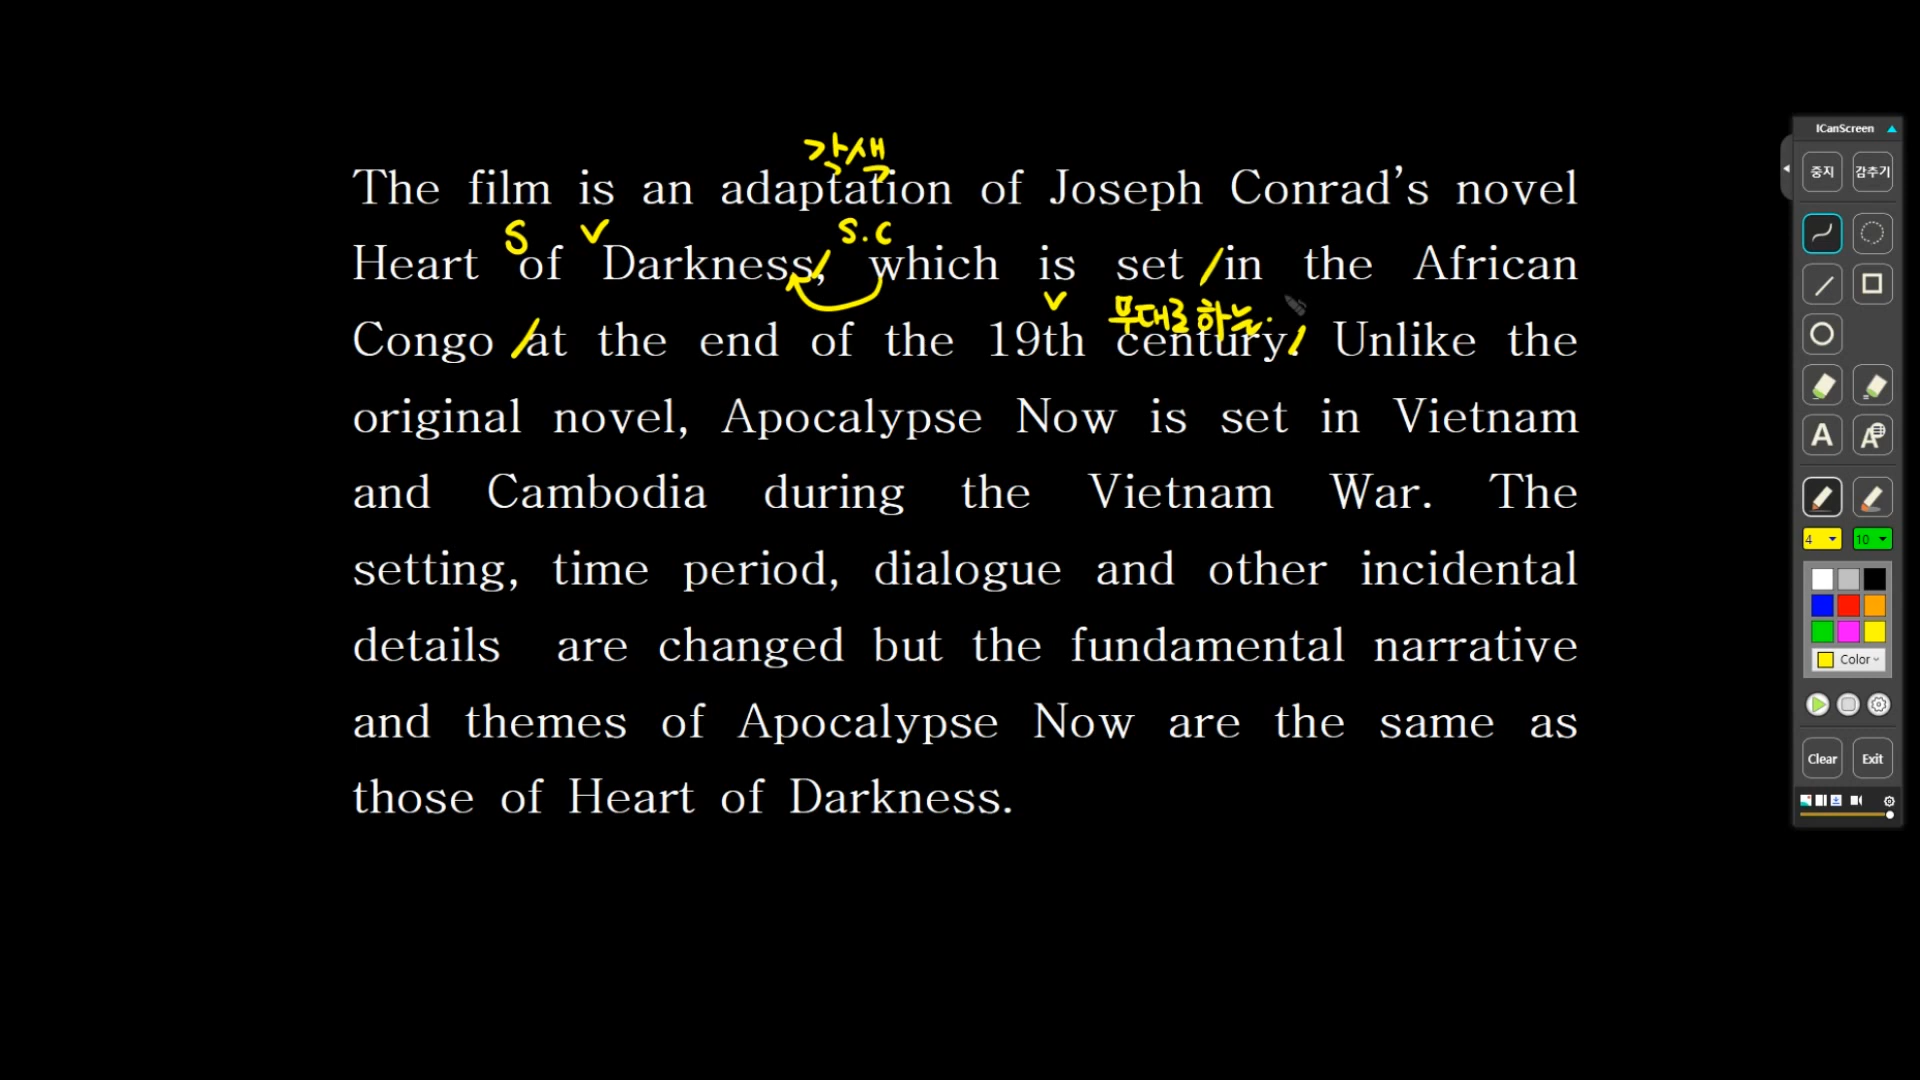 각색
The film is an adaptation of Joseph Conrad’s novel
S V S.C
Heart of Darkness, which is set /in the African
V 무대로하는.
Congo /at the end of the 19th century. Unlike the
original novel, Apocalypse Now is set in Vietnam
and Cambodia during the Vietnam War. The
setting, time period, dialogue and other incidental
details are changed but the fundamental narrative
and themes of Apocalypse Now are the same as
those of Heart of Darkness.
ICanScreen
중지 감추기
A A
4 10
Color
Clear Exit